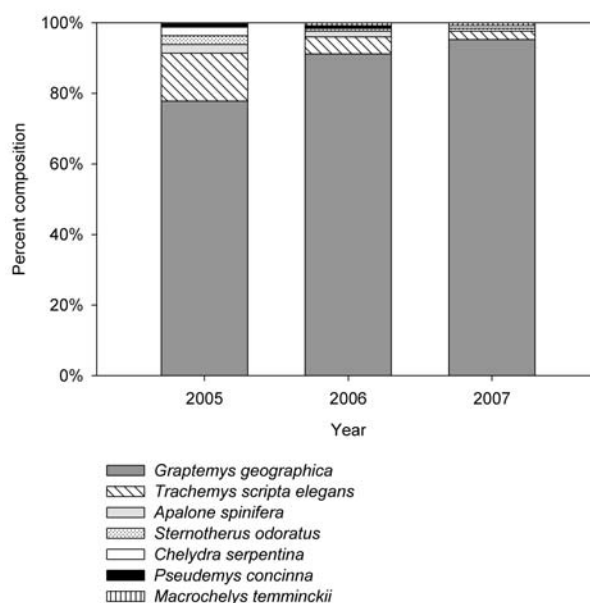 100%
80%
60%
40%
20%
0%
Percent composition
2005 2006 2007
Year
Graptemys geographica
Trachemys scripta elegans
Apalone spinifera
Sternotherus odoratus
Chelydra serpentina
Pseudemys concinna
Macrochelys temminckii